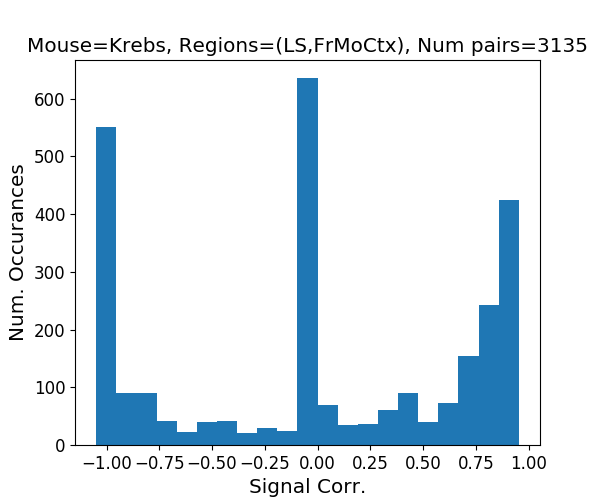 Mouse=Krebs, Regions=(LS,FrMoCtx), Num pairs=3135
600
500
400
300
200
100
0
Num. Occurances
−1.00 −0.75 −0.50 −0.25 0.00 0.25 0.50 0.75 1.00
Signal Corr.